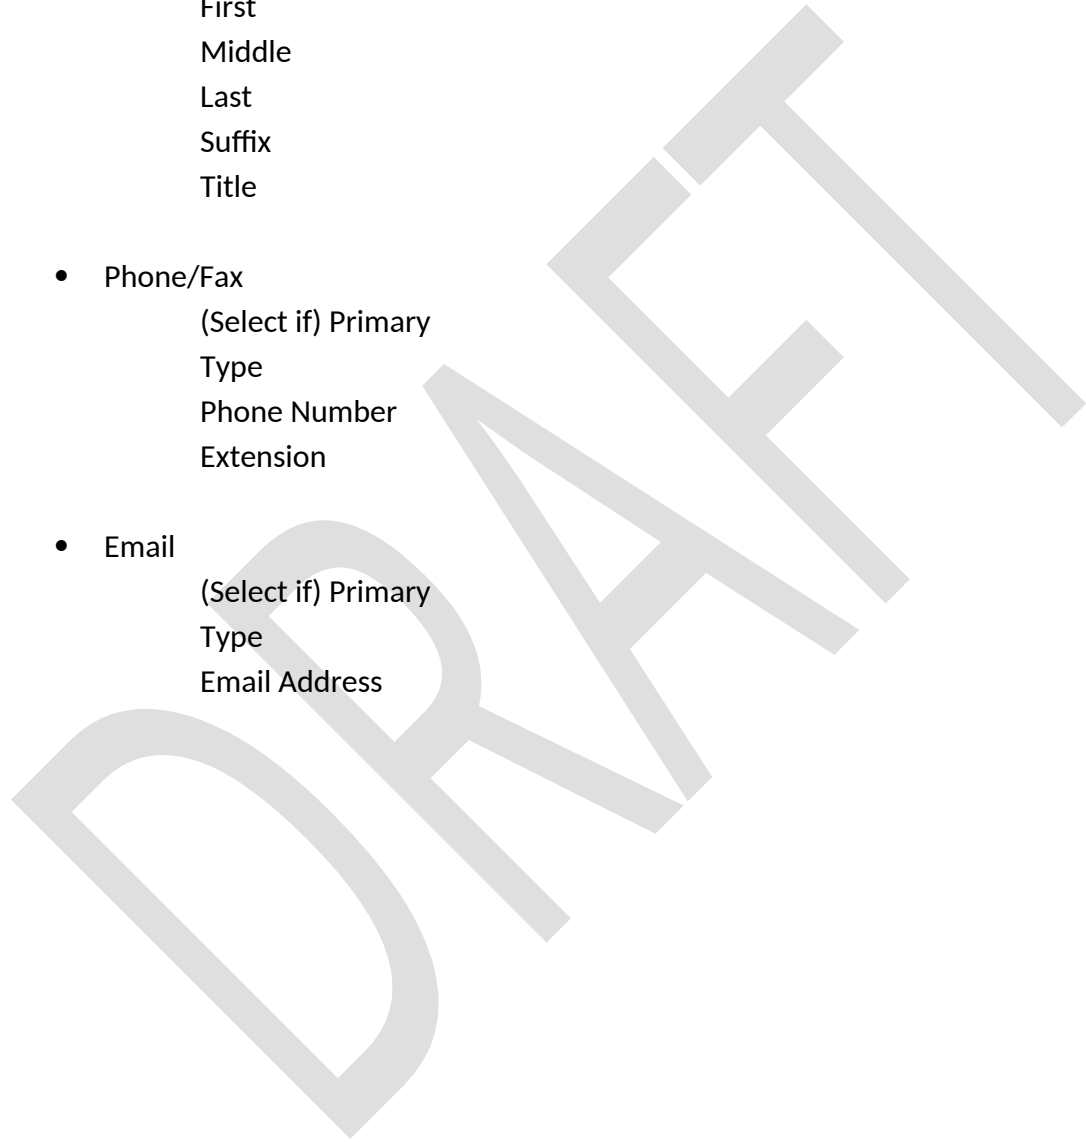 First
Middle
Last
Suffix
Title
• Phone/Fax
(Select if) Primary
Type
Phone Number
Extension
• Email
(Select if) Primary
Type
Email Address
DRAFT